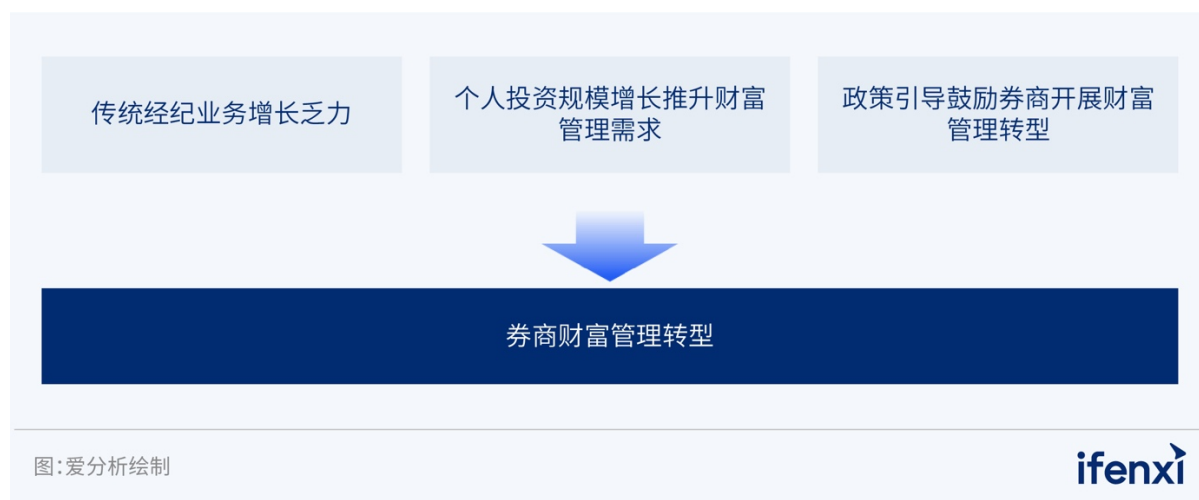 传统经纪业务增长乏力
个人投资规模增长推升财富
管理需求
政策引导鼓励券商开展财富
管理转型
券商财富管理转型
图:爱分析绘制
ifenxi